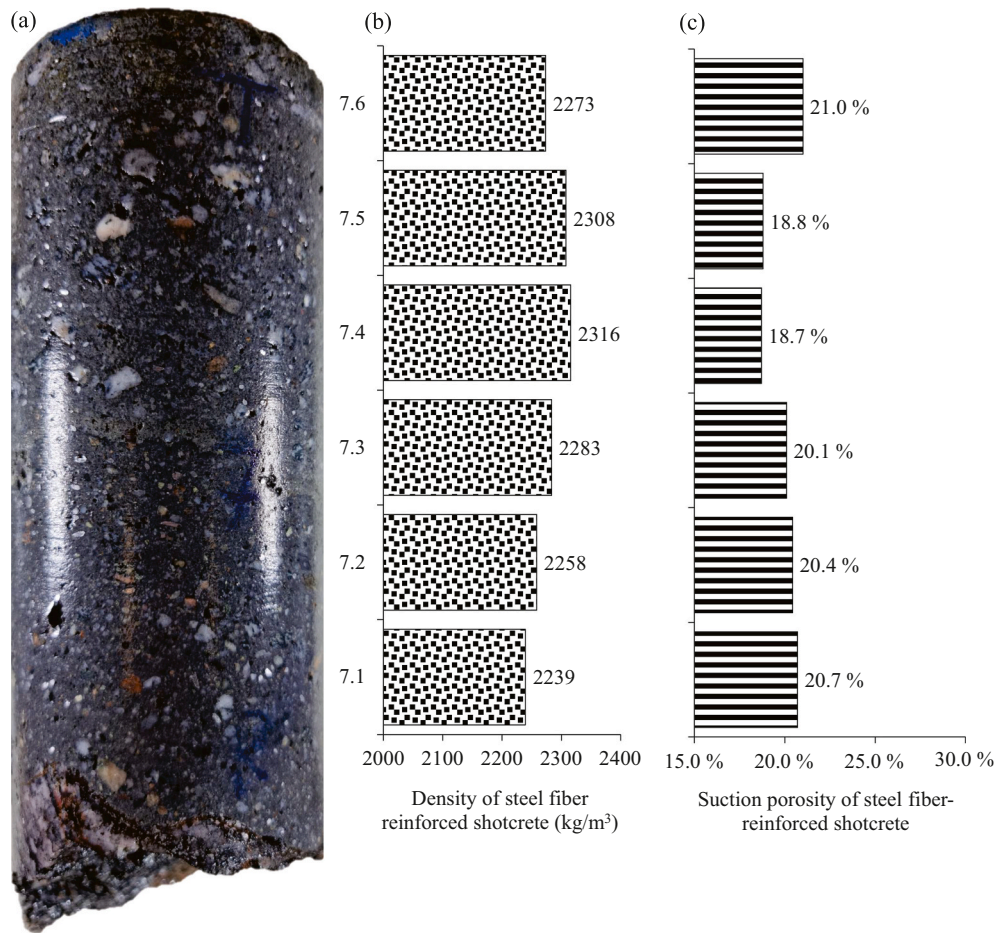 (a)
(b)
(c)
7.6
2273
21.0 %
7.5
2308
18.8 %
7.4
2316
18.7 %
7.3
2283
20.1 %
7.2
2258
20.4 %
7.1
2239
20.7 %
2000 2100 2200 2300 2400
15.0 % 20.0 % 25.0 % 30.0 %
Density of steel fiber
reinforced shotcrete (kg/m³)
Suction porosity of steel fiber-
reinforced shotcrete